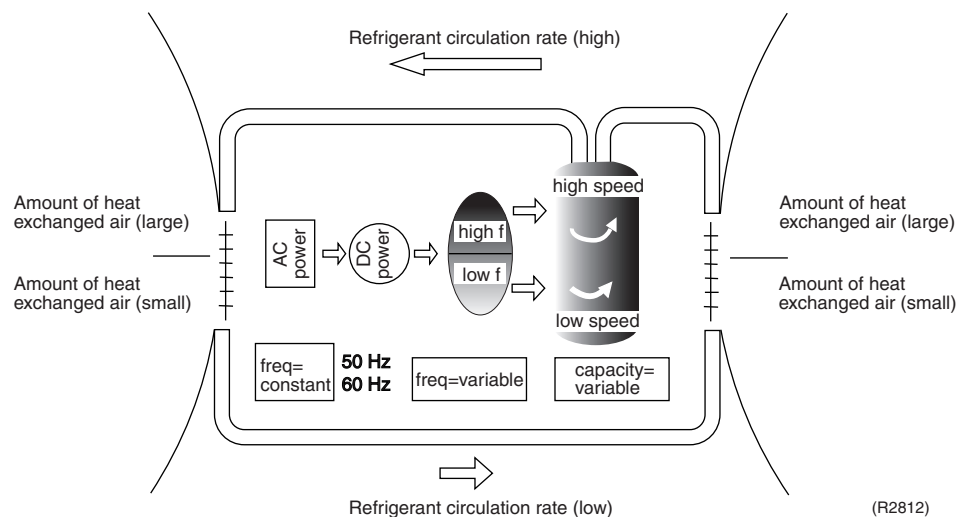 Refrigerant circulation rate (high)
high speed
Amount of heat
exchanged air (large)
Amount of heat
exchanged air (large)
AC
power
DC
power
high f
low f
Amount of heat
exchanged air (small)
Amount of heat
exchanged air (small)
low speed
freq=
constant
50 Hz
60 Hz
freq=variable
capacity=
variable
Refrigerant circulation rate (low)
(R2812)